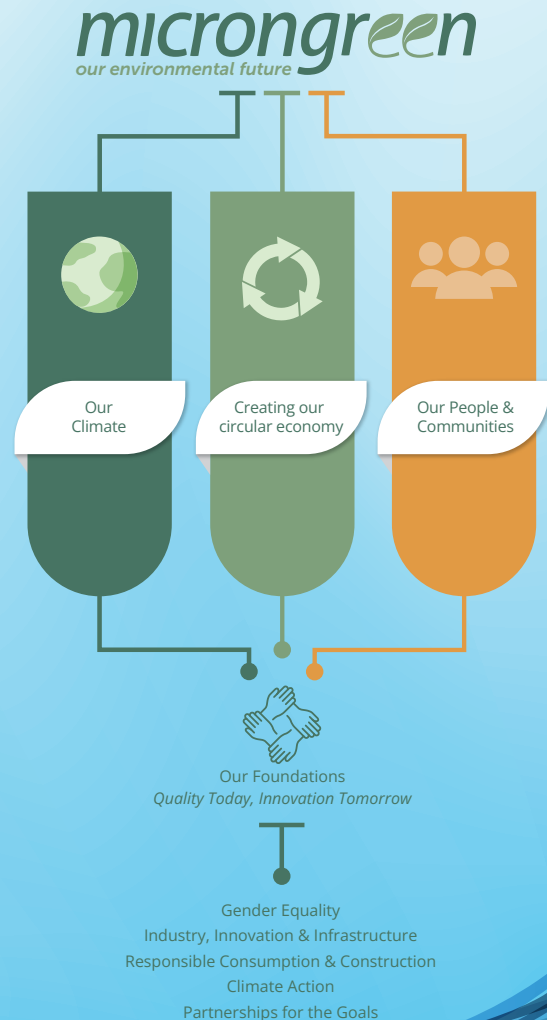 microngreen
our environmental future
Our
Climate
Creating our
circular economy
Our People &
Communities
Our Foundations
Quality Today, Innovation Tomorrow
Gender Equality
Industry, Innovation & Infrastructure
Responsible Consumption & Construction
Climate Action
Partnerships for the Goals